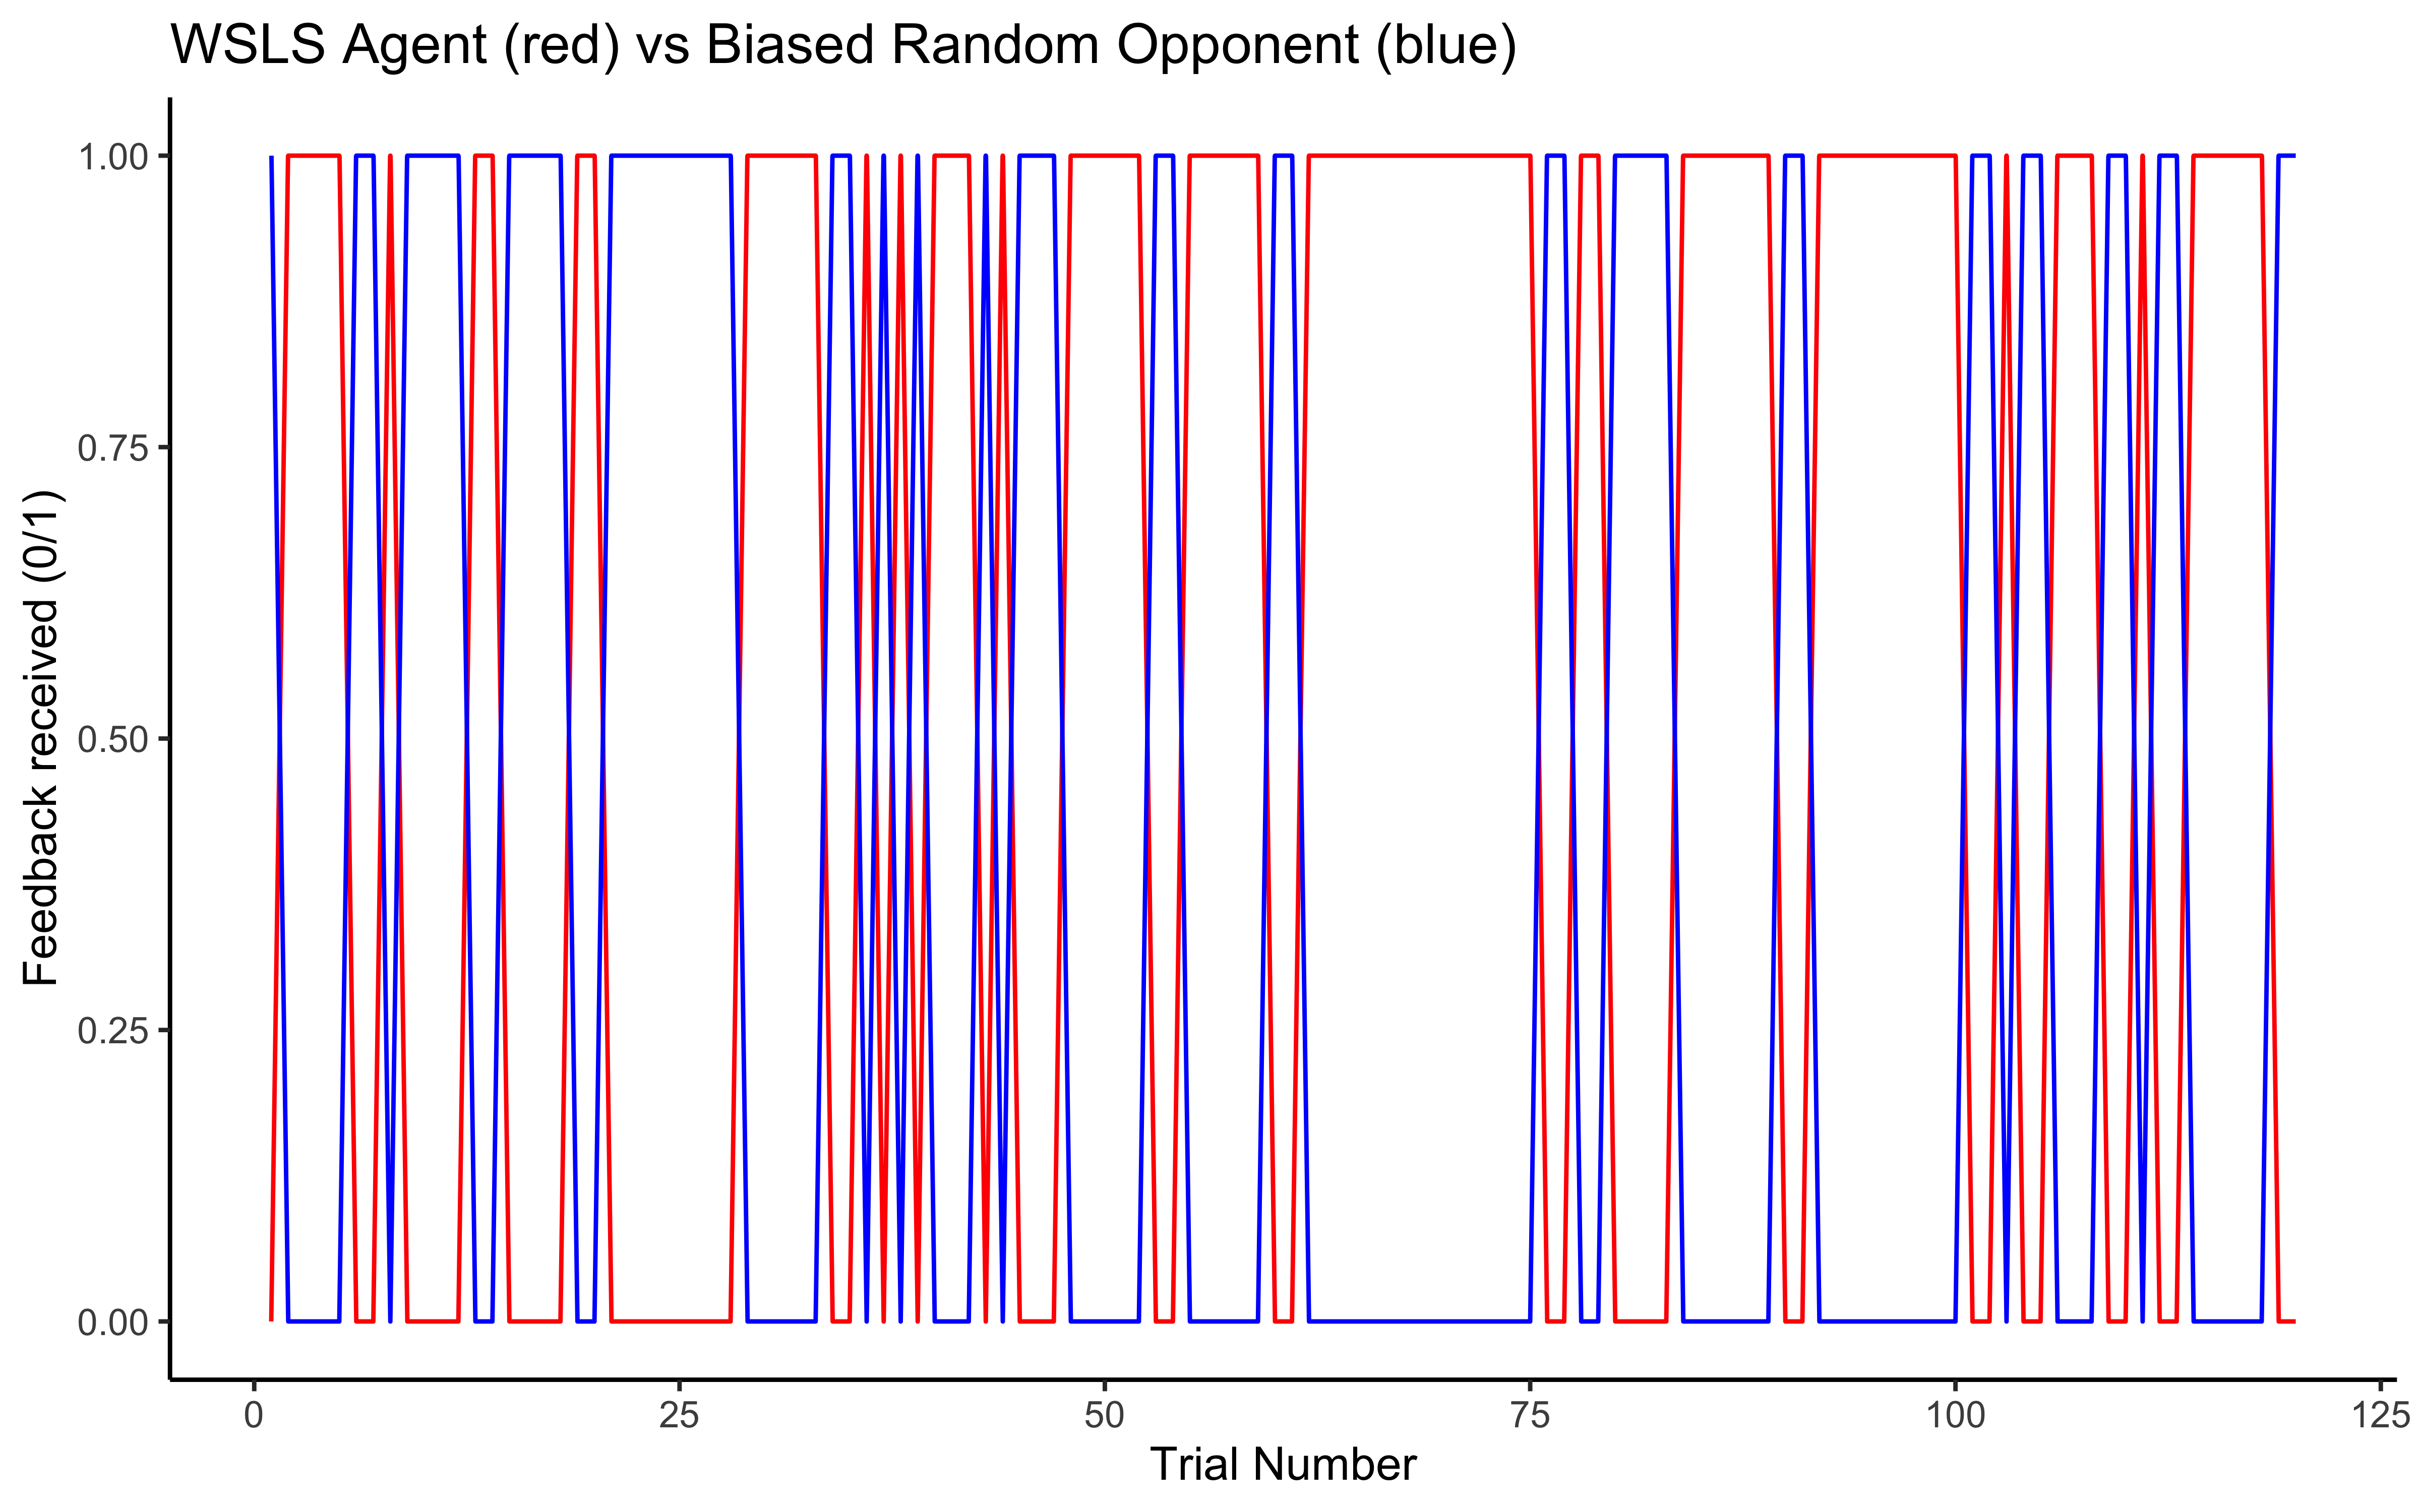 WSLS Agent (red) vs Biased Random Opponent (blue)
Feedback received (0/1)
1.00
0.75
0.50
0.25
0.00
0 25 50 75 100 125
Trial Number